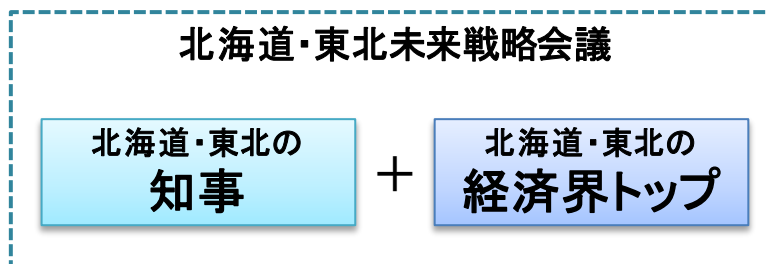 北海道・東北未来戦略会議
北海道・東北の
知事
＋
北海道・東北の
経済界トップ